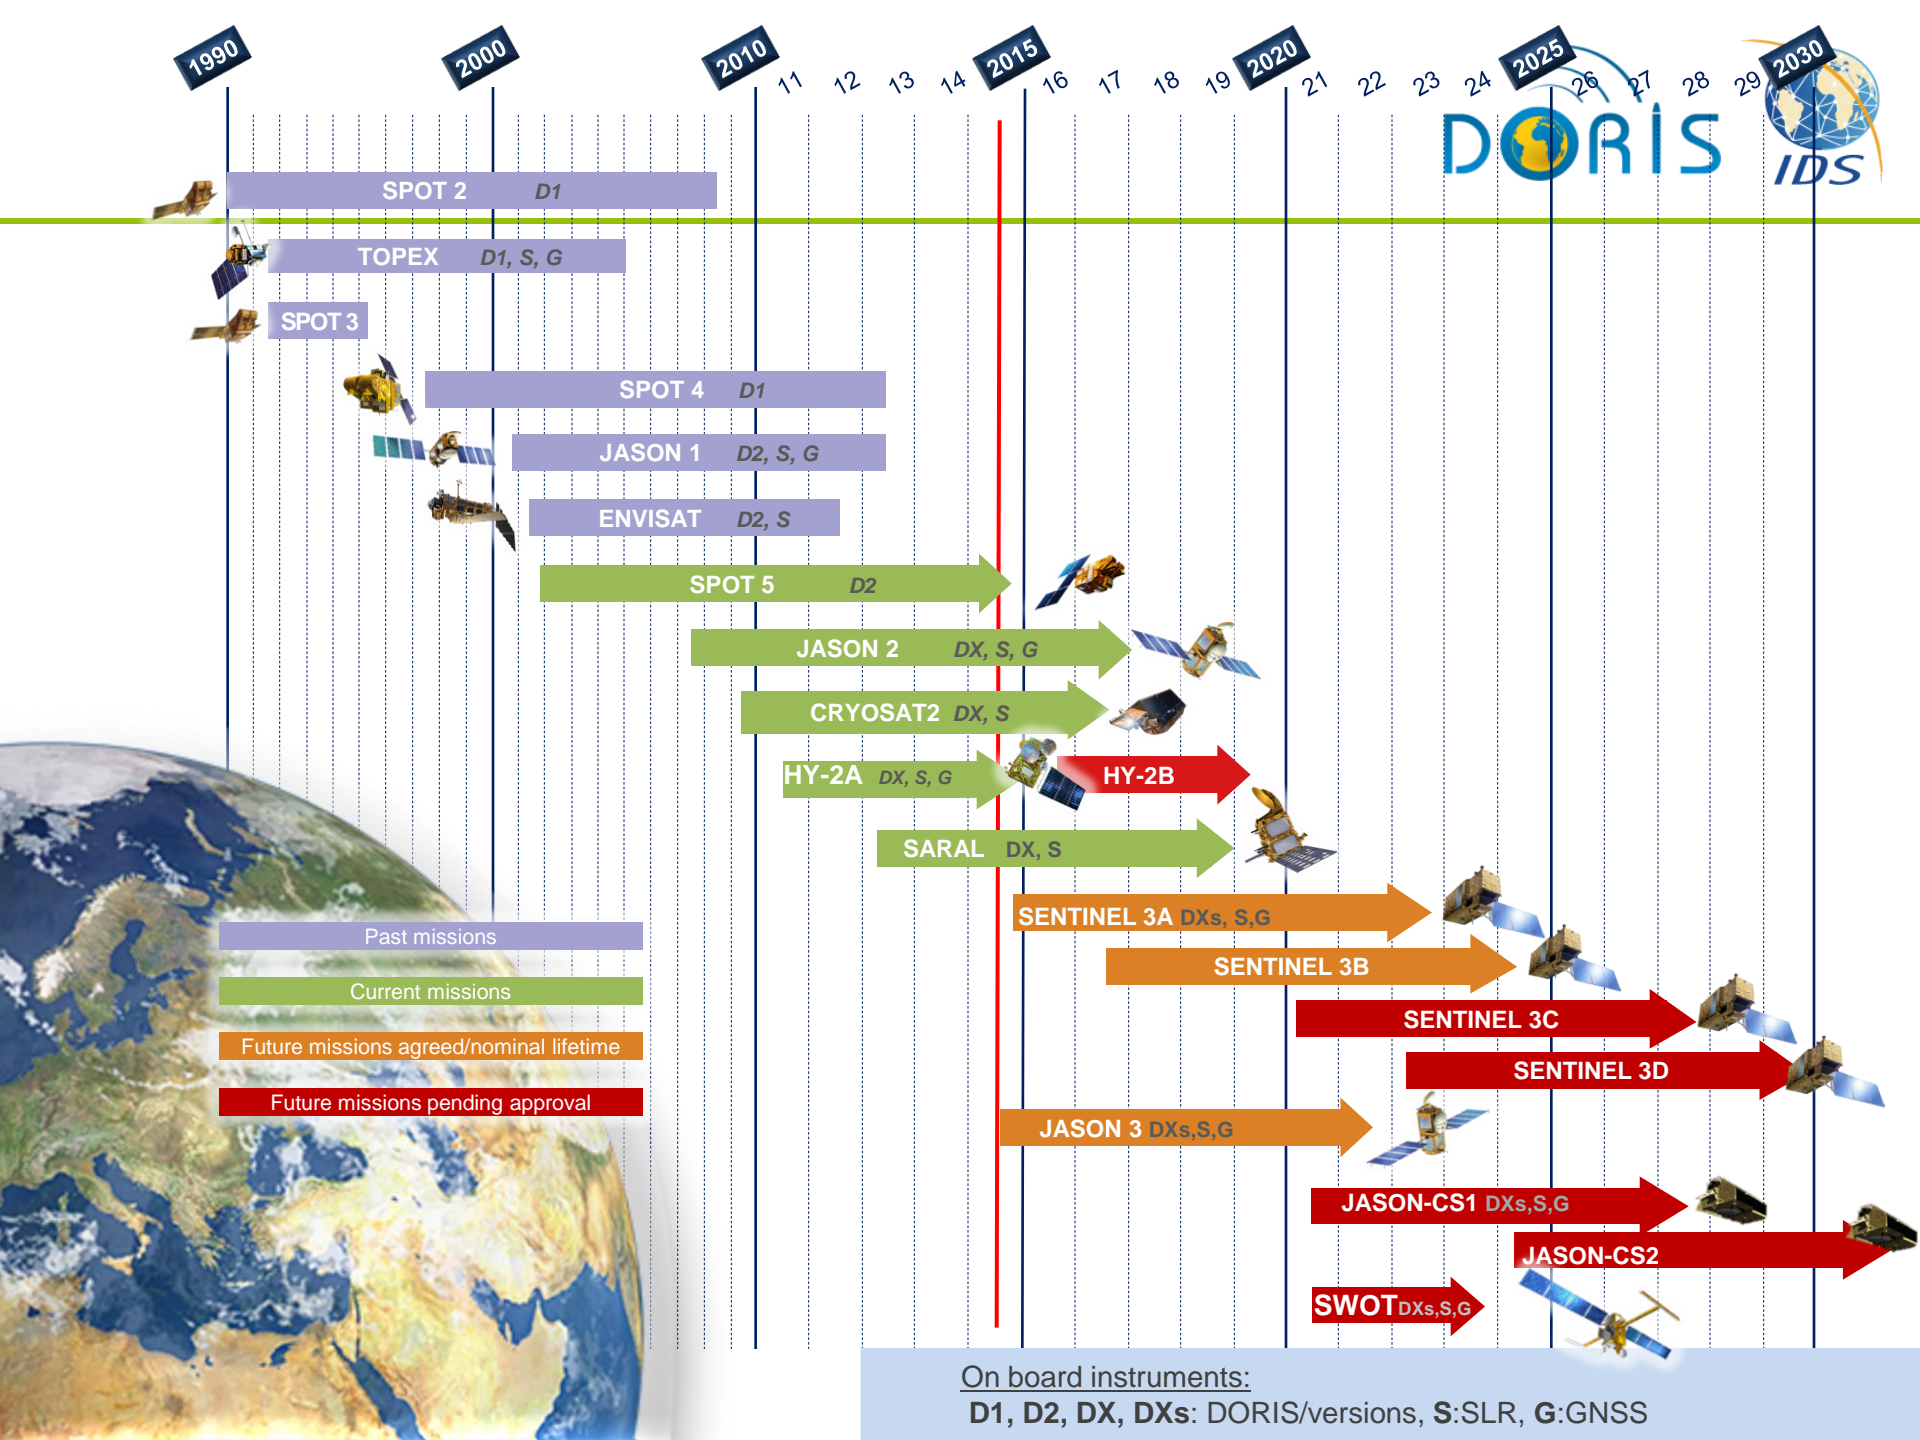 1990 2000 2010 11 12 13 14 2015 16 17 18 19 2020 21 22 23 24 2025 26 27 28 29 2030
DORIS
IDS
SPOT 2 D1
TOPEX D1, S, G
SPOT 3
SPOT 4 D1
JASON 1 D2, S, G
ENVISAT D2, S
SPOT 5 D2
JASON 2 DX, S, G
CRYOSAT2 DX, S
HY-2A DX, S, G HY-2B
SARAL DX, S
SENTINEL 3A DXs, S,G
Past missions
SENTINEL 3B
Current missions
SENTINEL 3C
Future missions agreed/nominal lifetime
SENTINEL 3D
Future missions pending approval
JASON 3 DXs,S,G
JASON-CS1 DXs,S,G
JASON-CS2
SWOT DXs,S,G
On board instruments:
D1, D2, DX, DXs: DORIS/versions, S:SLR, G:GNSS